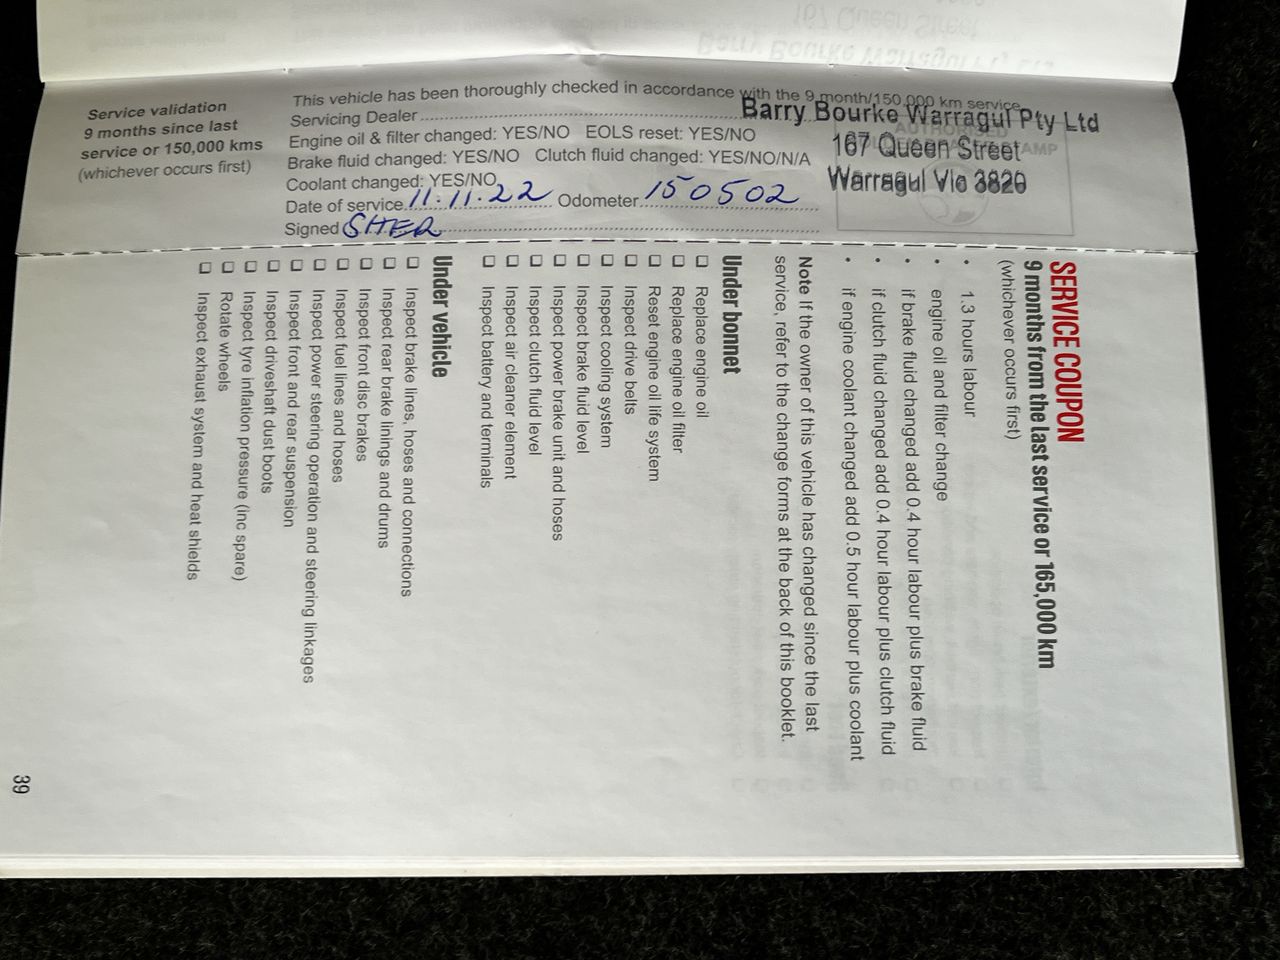 Service validation
9 months since last
service or 150,000 kms
(whichever occurs first)
This vehicle has been thoroughly checked in accordance with the 9 month/150,000 km service
Servicing Dealer
Barry Bourke Warragul Pty Ltd
167 Queen Street
Warragul Vic 3820
Engine oil & filter changed: YES/NO EOLS reset: YES/NO
Brake fluid changed: YES/NO Clutch fluid changed: YES/NO/N/A
Coolant changed: YES/NO
Date of service 11.11.22 Odometer 150502
Signed SHER
SERVICE COUPON
9 months from the last service or 165,000 km
(whichever occurs first)
• 1.3 hours labour
• engine oil and filter change
• if brake fluid changed add 0.4 hour labour plus brake fluid
• if clutch fluid changed add 0.4 hour labour plus clutch fluid
• if engine coolant changed add 0.5 hour labour plus coolant
Note If the owner of this vehicle has changed since the last
service, refer to the change forms at the back of this booklet.
Under bonnet
☐ Replace engine oil
☐ Replace engine oil filter
☐ Reset engine oil life system
☐ Inspect drive belts
☐ Inspect cooling system
☐ Inspect brake fluid level
☐ Inspect power brake unit and hoses
☐ Inspect clutch fluid level
☐ Inspect air cleaner element
☐ Inspect battery and terminals
Under vehicle
☐ Inspect brake lines, hoses and connections
☐ Inspect rear brake linings and drums
☐ Inspect front disc brakes
☐ Inspect fuel lines and hoses
☐ Inspect power steering operation and steering linkages
☐ Inspect front and rear suspension
☐ Inspect driveshaft dust boots
☐ Inspect tyre inflation pressure (inc spare)
☐ Rotate wheels
☐ Inspect exhaust system and heat shields
39